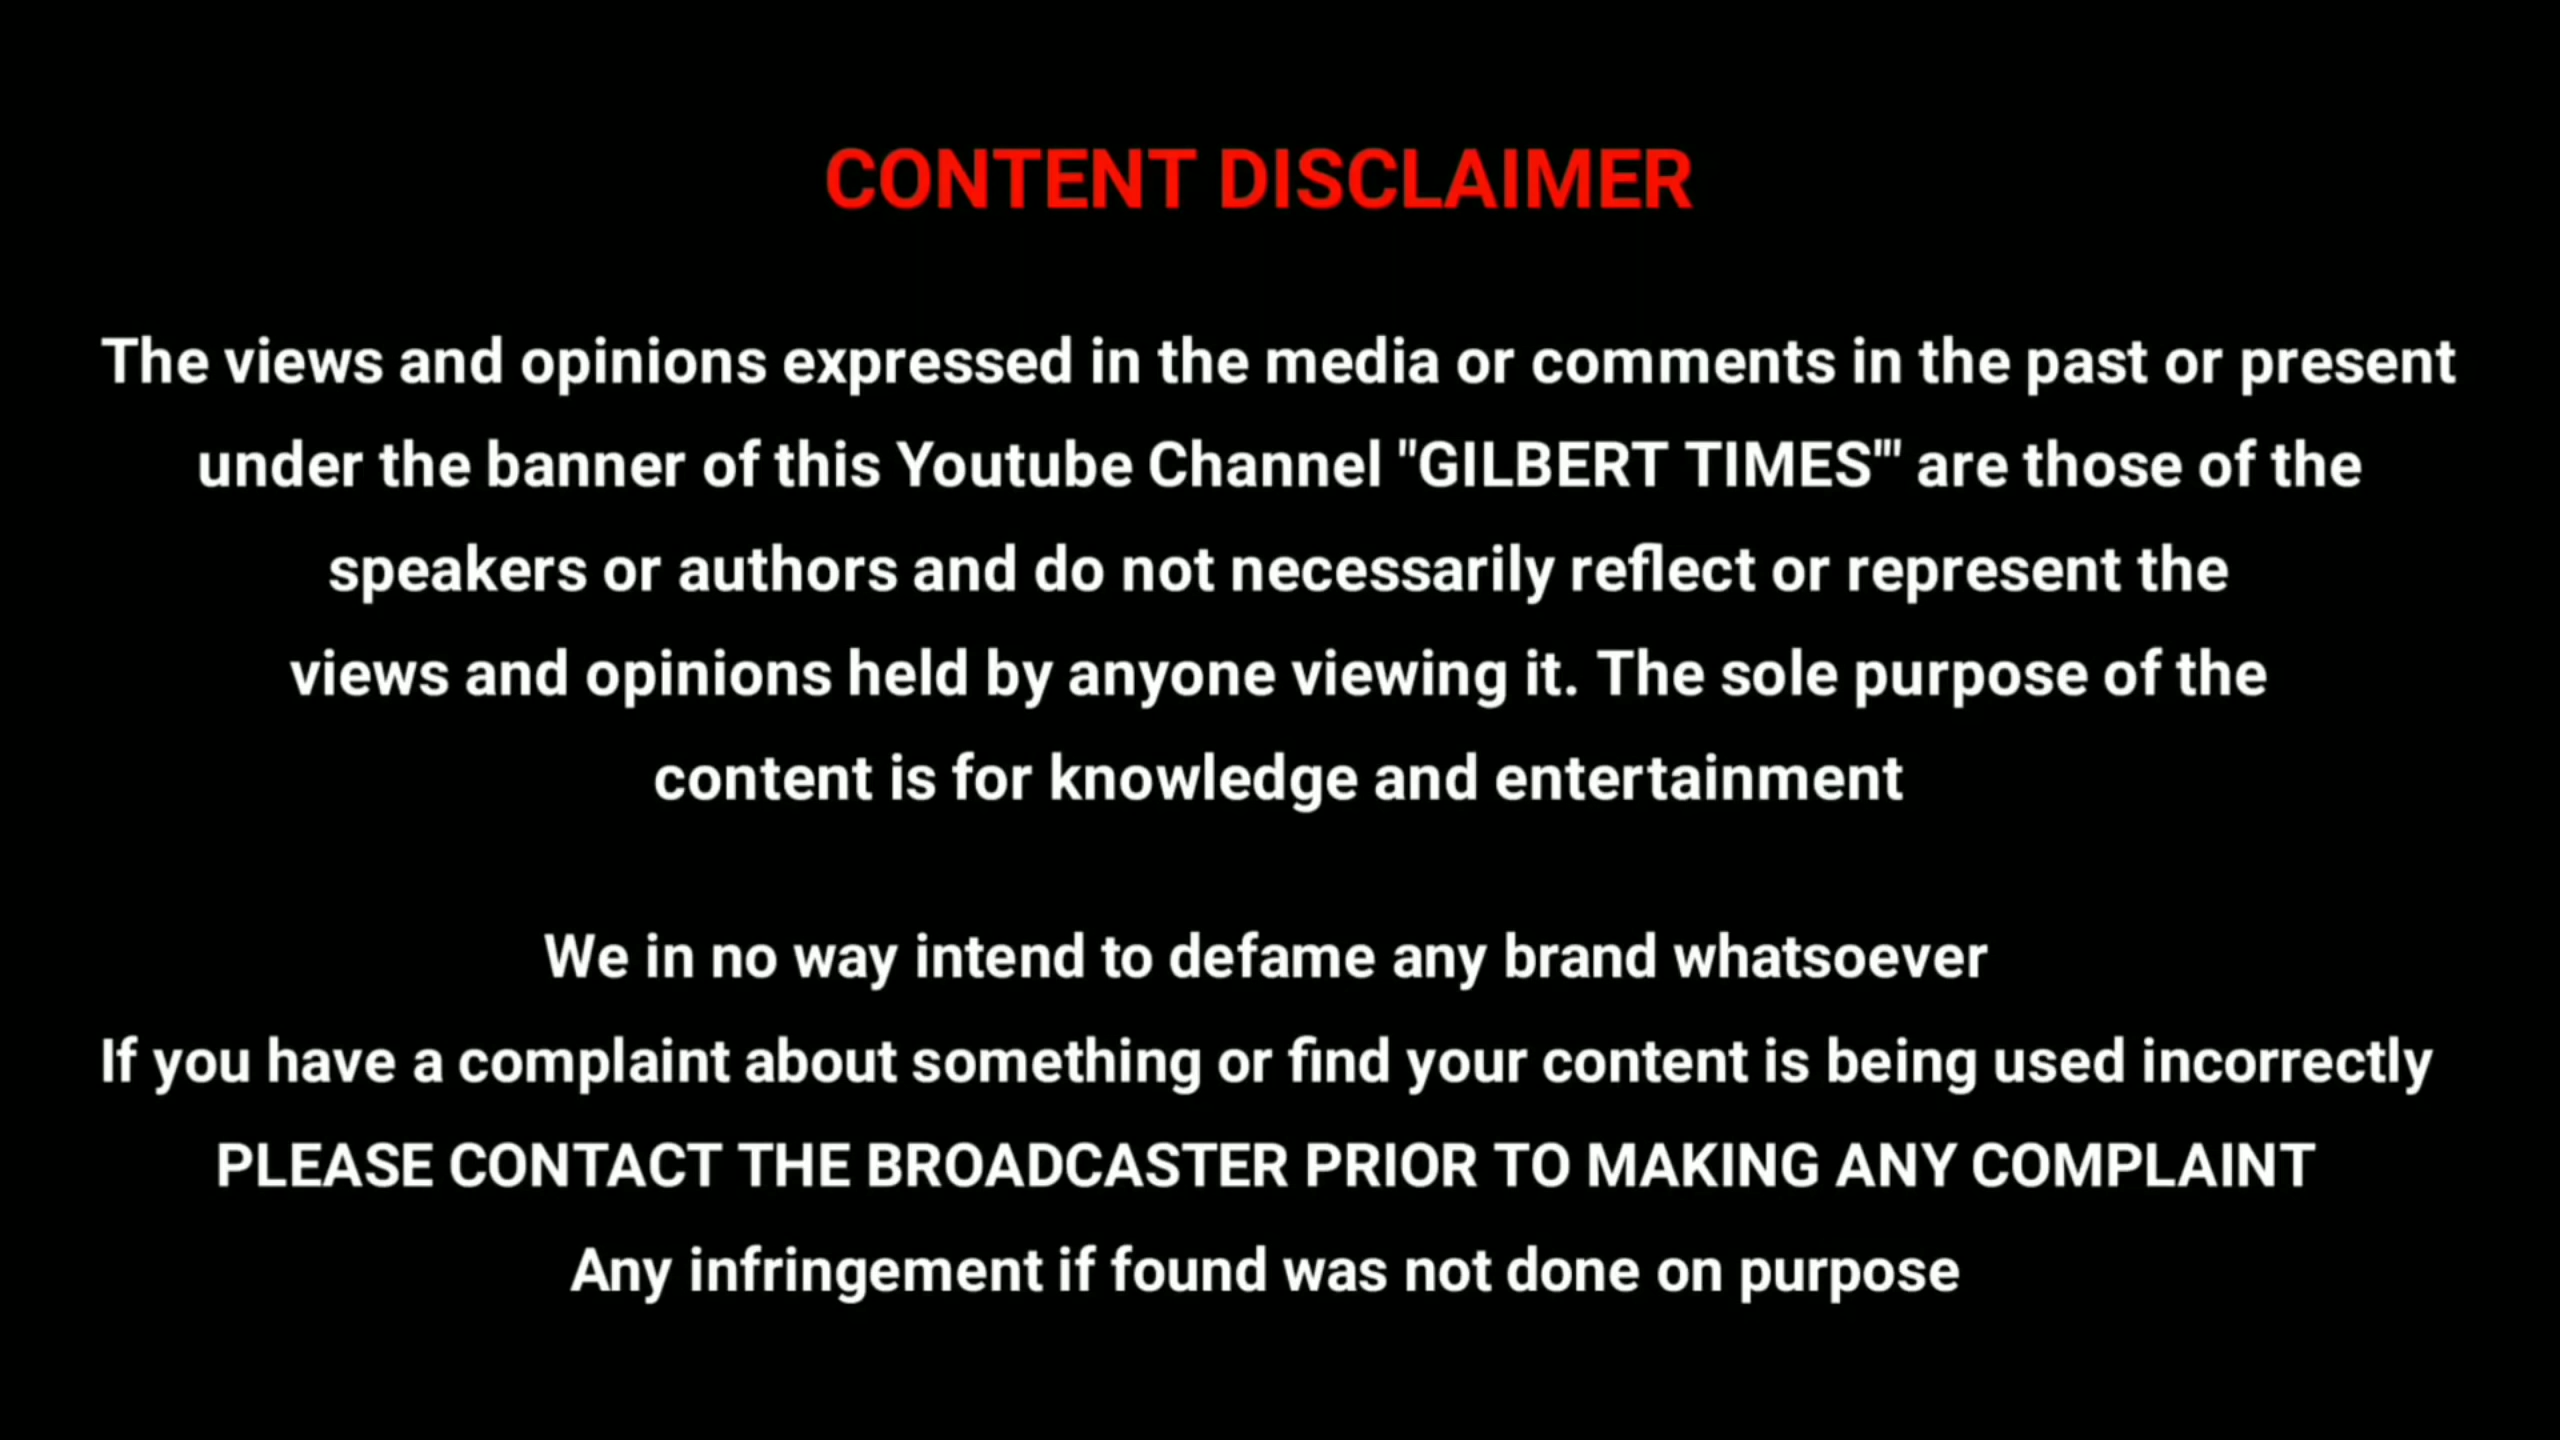 CONTENT DISCLAIMER
The views and opinions expressed in the media or comments in the past or present
under the banner of this Youtube Channel "GILBERT TIMES"' are those of the
speakers or authors and do not necessarily reflect or represent the
views and opinions held by anyone viewing it. The sole purpose of the
content is for knowledge and entertainment
We in no way intend to defame any brand whatsoever
If you have a complaint about something or find your content is being used incorrectly
PLEASE CONTACT THE BROADCASTER PRIOR TO MAKING ANY COMPLAINT
Any infringement if found was not done on purpose